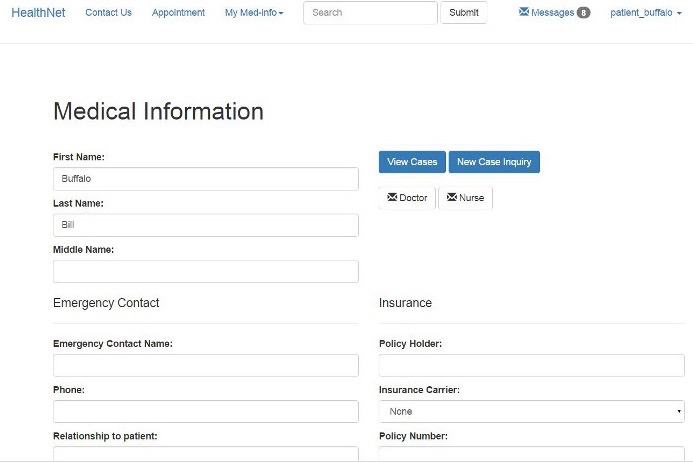 HealthNet Contact Us Appointment My Med-info Search Submit Messages 8 patient_buffalo
Medical Information
First Name:
Buffalo
View Cases New Case Inquiry
Doctor Nurse
Last Name:
Bill
Middle Name:
Emergency Contact
Insurance
Emergency Contact Name:
Policy Holder:
Phone:
Insurance Carrier:
None
Relationship to patient:
Policy Number: